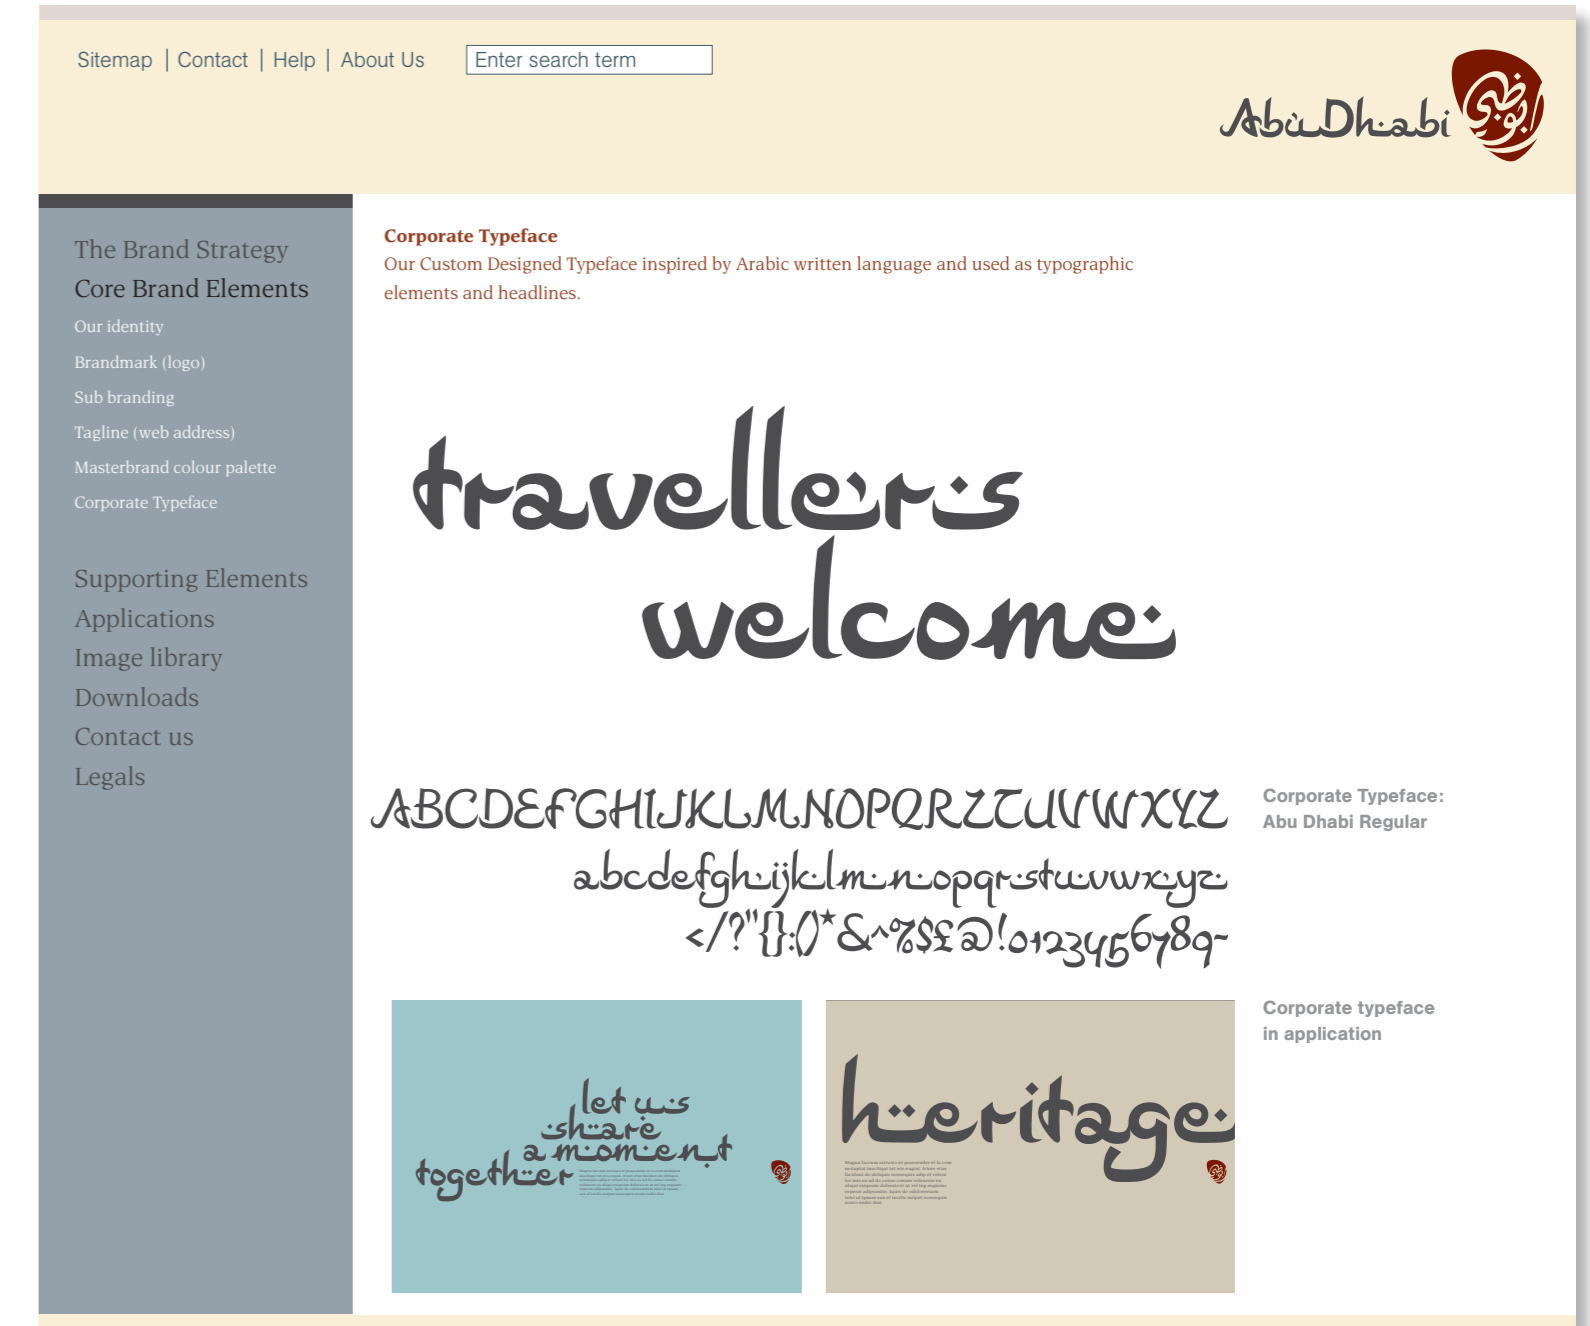 Sitemap | Contact | Help | About Us
Enter search term
Abu Dhabi
أبوظبي
The Brand Strategy
Core Brand Elements
Our identity
Brandmark (logo)
Sub branding
Tagline (web address)
Masterbrand colour palette
Corporate Typeface
Supporting Elements
Applications
Image library
Downloads
Contact us
Legals
Corporate Typeface
Our Custom Designed Typeface inspired by Arabic written language and used as typographic
elements and headlines.
travellers
welcome
ABCDEFGHIJKLMNOPQRZTUVWXYZ
abcdefghijklmnopqrstuvwxyz
</?"{}:()*&^%$£@!0123456789-
Corporate Typeface:
Abu Dhabi Regular
let us
share
a moment
together
heritage
Corporate typeface
in application